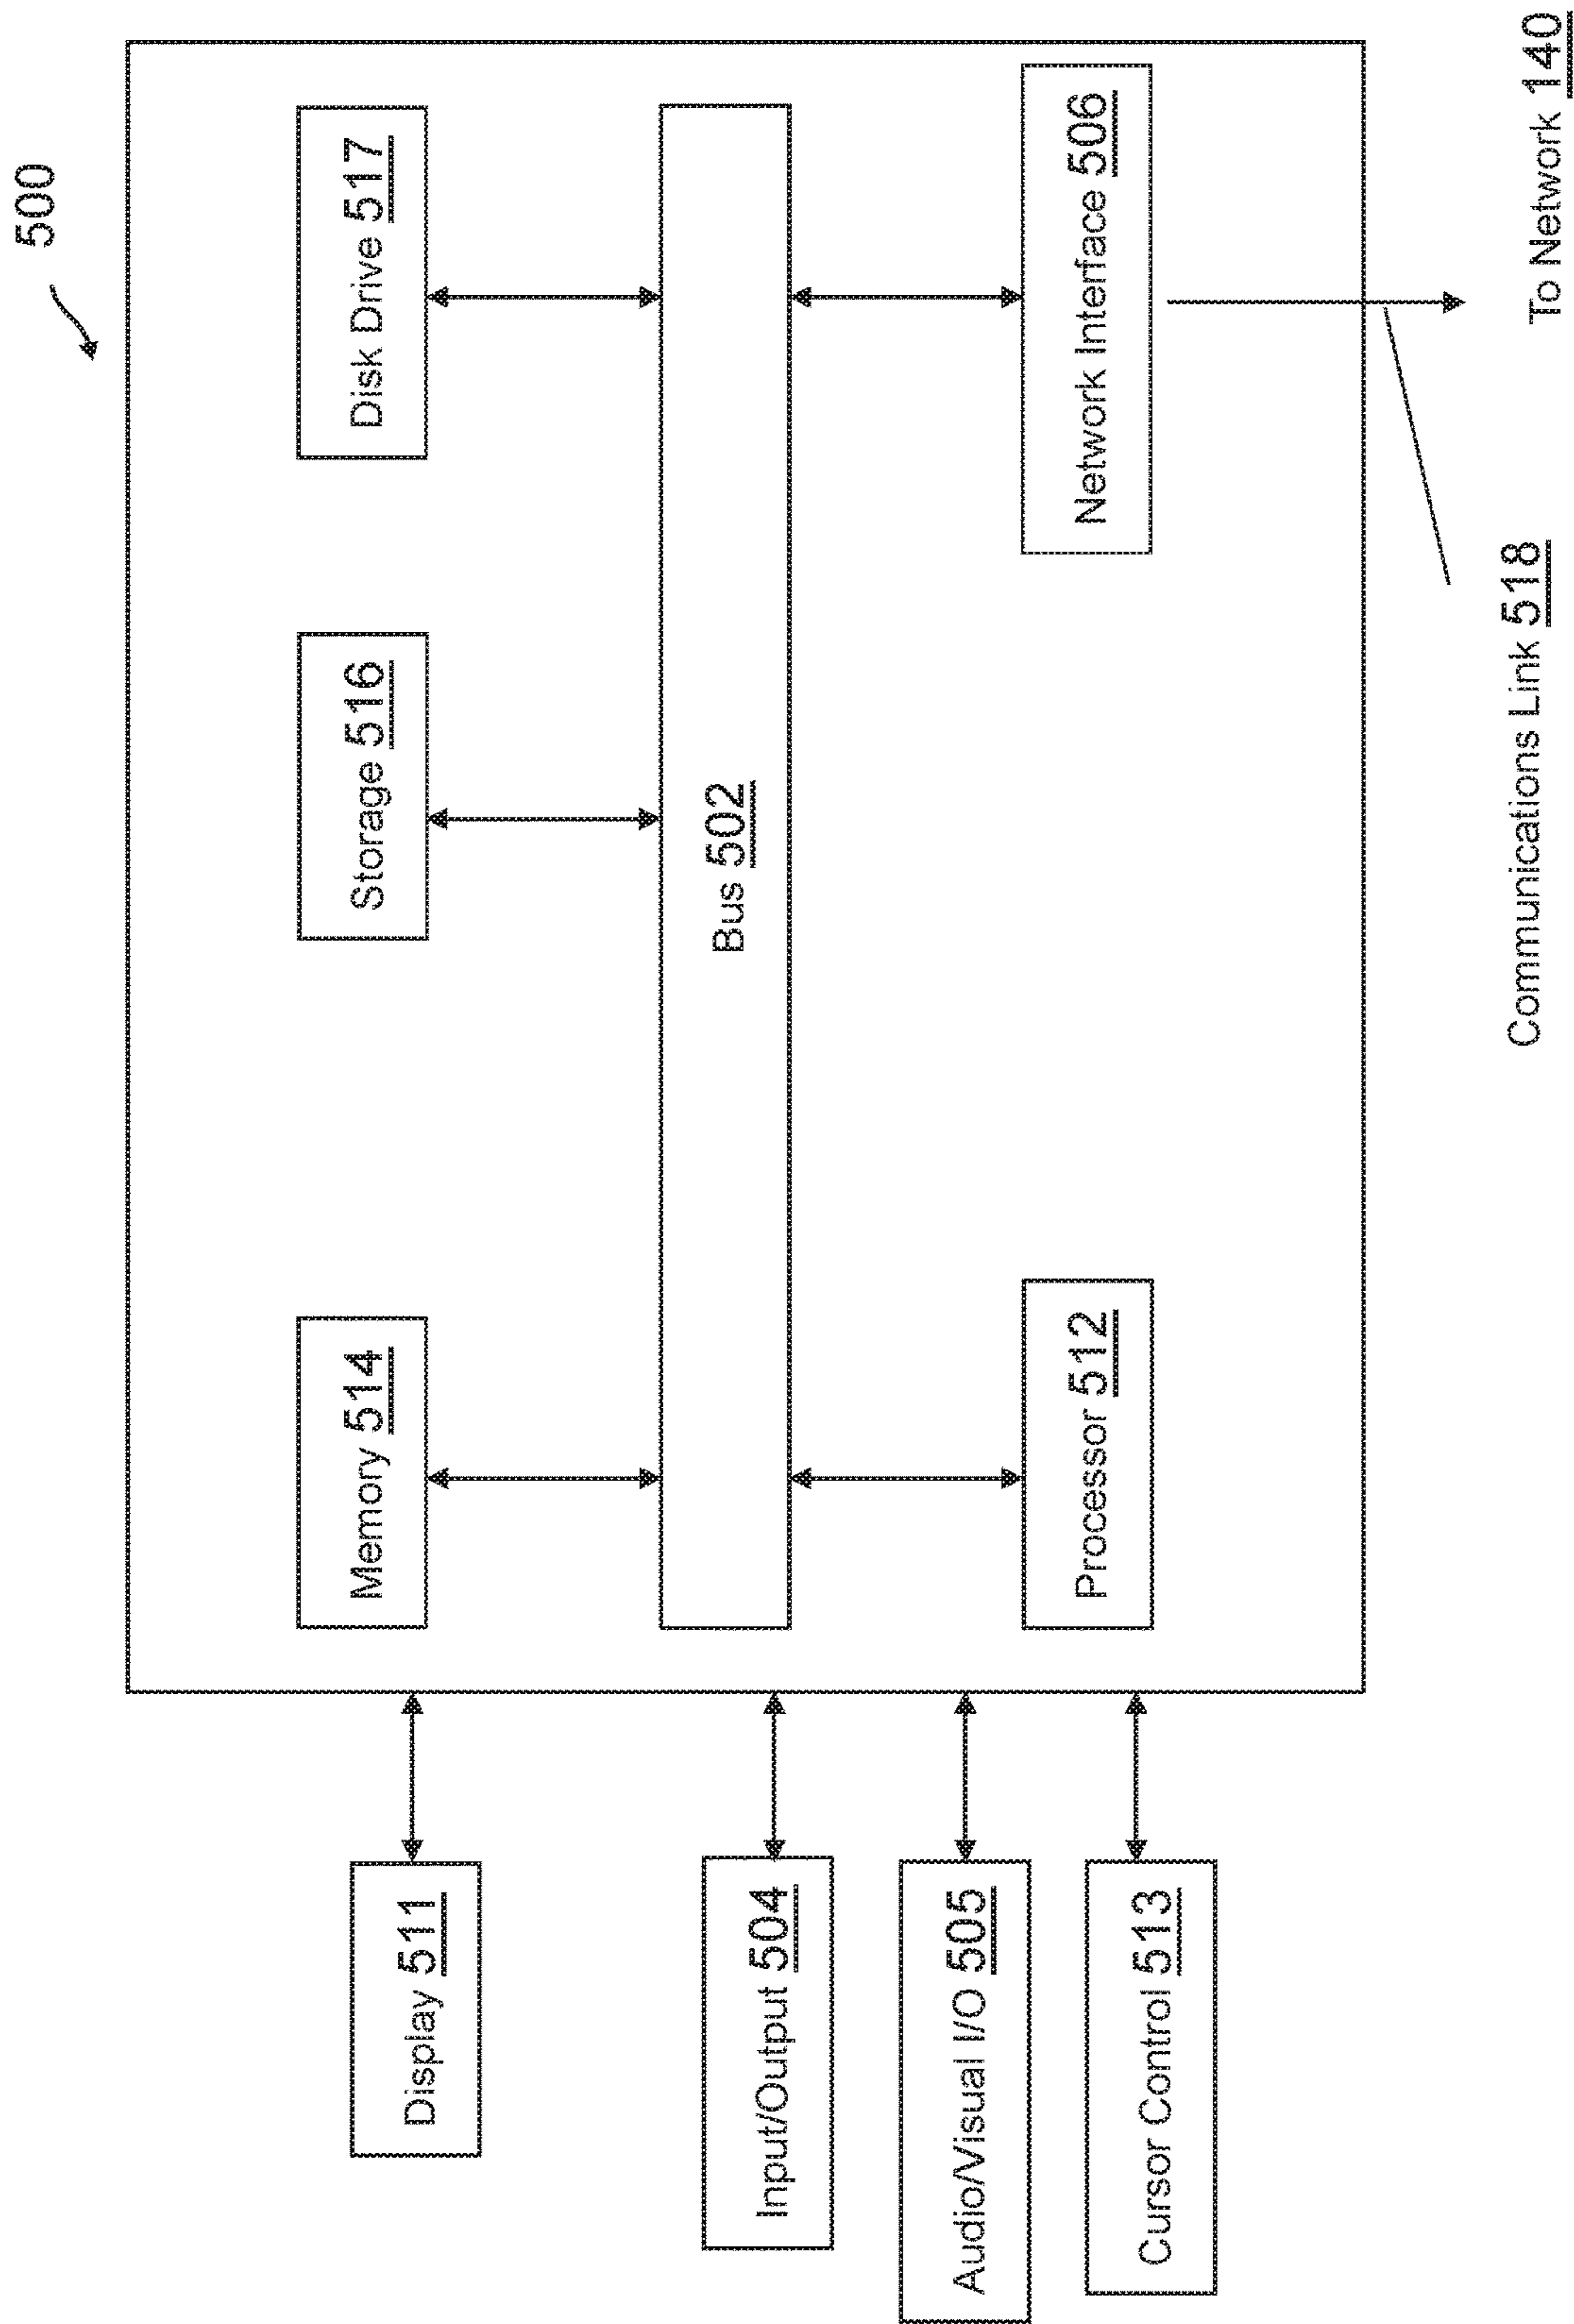 500
Memory 514
Storage 516
Disk Drive 517
Display 511
Bus 502
Input/Output 504
Audio/Visual I/O 505
Processor 512
Network Interface 506
Cursor Control 513
Communications Link 518
To Network 140